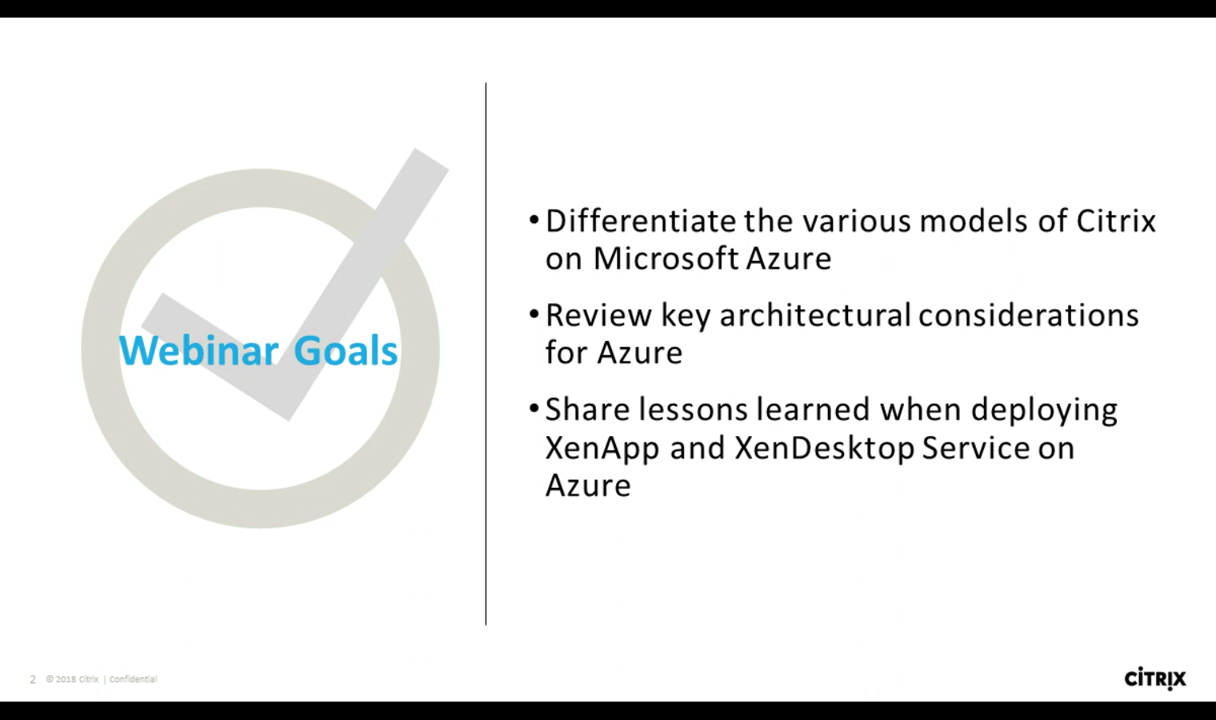 Webinar Goals
•Differentiate the various models of Citrix
on Microsoft Azure
•Review key architectural considerations
for Azure
•Share lessons learned when deploying
XenApp and XenDesktop Service on
Azure
2 © 2018 Citrix | Confidential
CITRIX